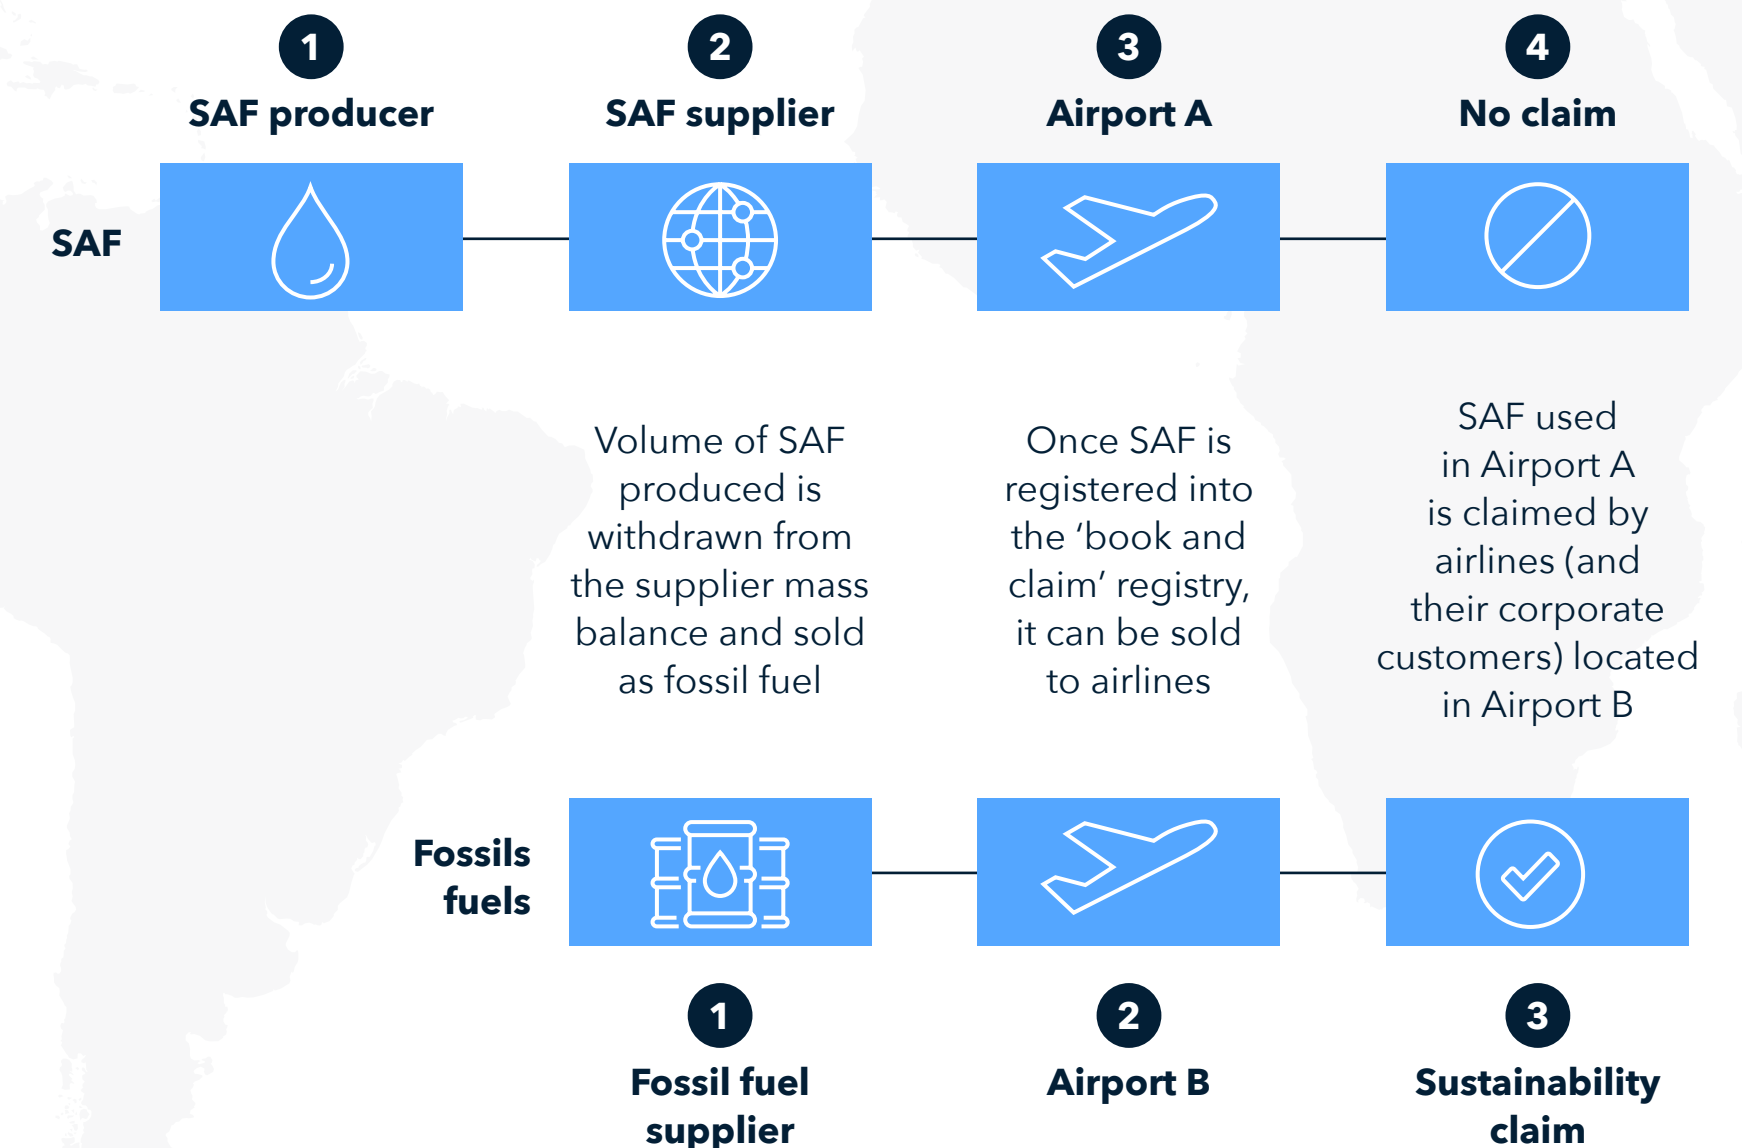 1
SAF producer
2
SAF supplier
3
Airport A
4
No claim
SAF
Volume of SAF
produced is
withdrawn from
the supplier mass
balance and sold
as fossil fuel
Once SAF is
registered into
the ‘book and
claim’ registry,
it can be sold
to airlines
SAF used
in Airport A
is claimed by
airlines (and
their corporate
customers) located
in Airport B
Fossils
fuels
1
Fossil fuel
supplier
2
Airport B
3
Sustainability
claim